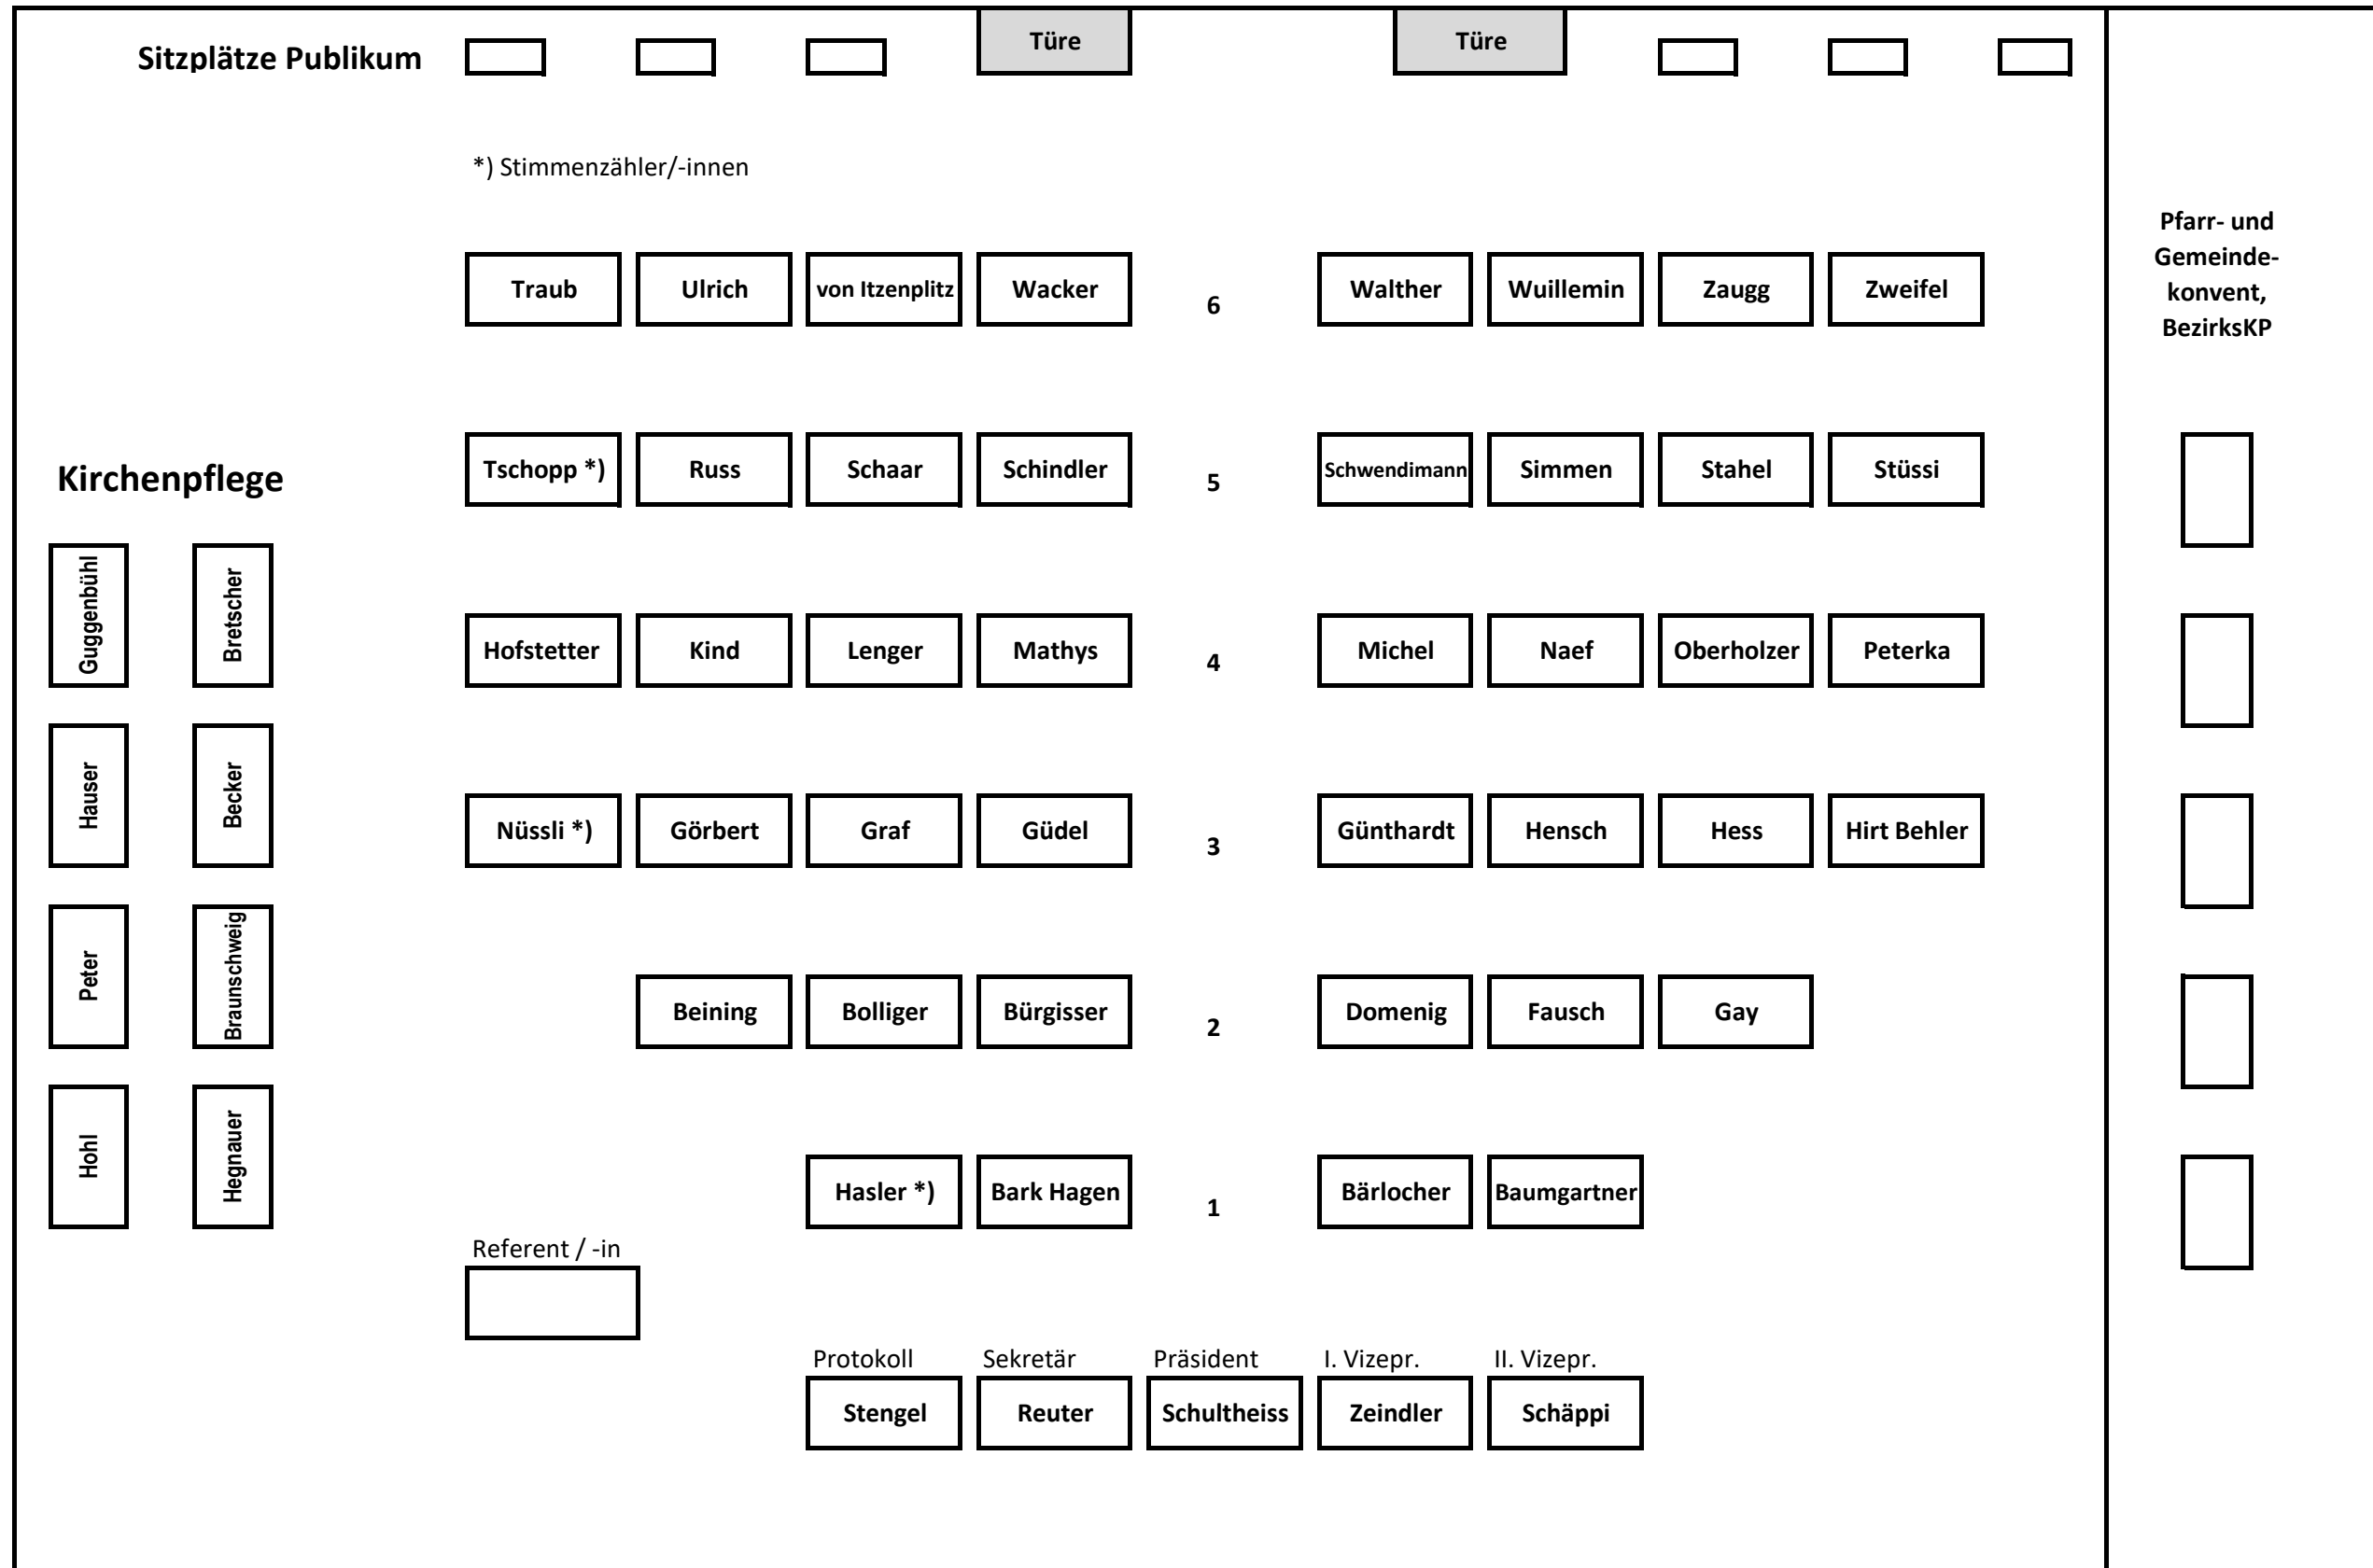 Sitzplätze Publikum Türe Türe
*) Stimmenzähler/-innen
Pfarr- und
Gemeinde-
konvent,
BezirksKP
Traub Ulrich von Itzenplitz Wacker 6 Walther Wuillemin Zaugg Zweifel
Kirchenpflege
Tschopp *) Russ Schaar Schindler 5 Schwendimann Simmen Stahel Stüssi
Guggenbühl Bretscher
Hofstetter Kind Lenger Mathys 4 Michel Naef Oberholzer Peterka
Hauser Becker
Nüssli *) Görbert Graf Güdel 3 Günthardt Hensch Hess Hirt Behler
Peter Braunschweig
Beining Bolliger Bürgisser 2 Domenig Fausch Gay
Hohl Hegnauer
Hasler *) Bark Hagen 1 Bärlocher Baumgartner
Referent / -in
Protokoll Sekretär Präsident I. Vizepr. II. Vizepr.
Stengel Reuter Schultheiss Zeindler Schäppi